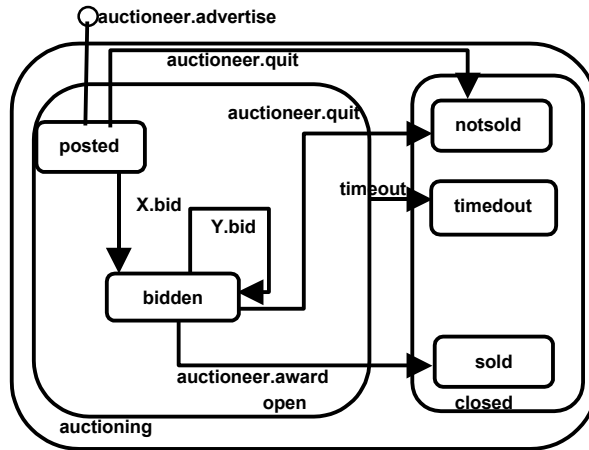 auctioneer.advertise
auctioneer.quit
auctioneer.quit
notsold
posted
timeout
timedout
X.bid
Y.bid
bidden
sold
auctioneer.award
open
closed
auctioning